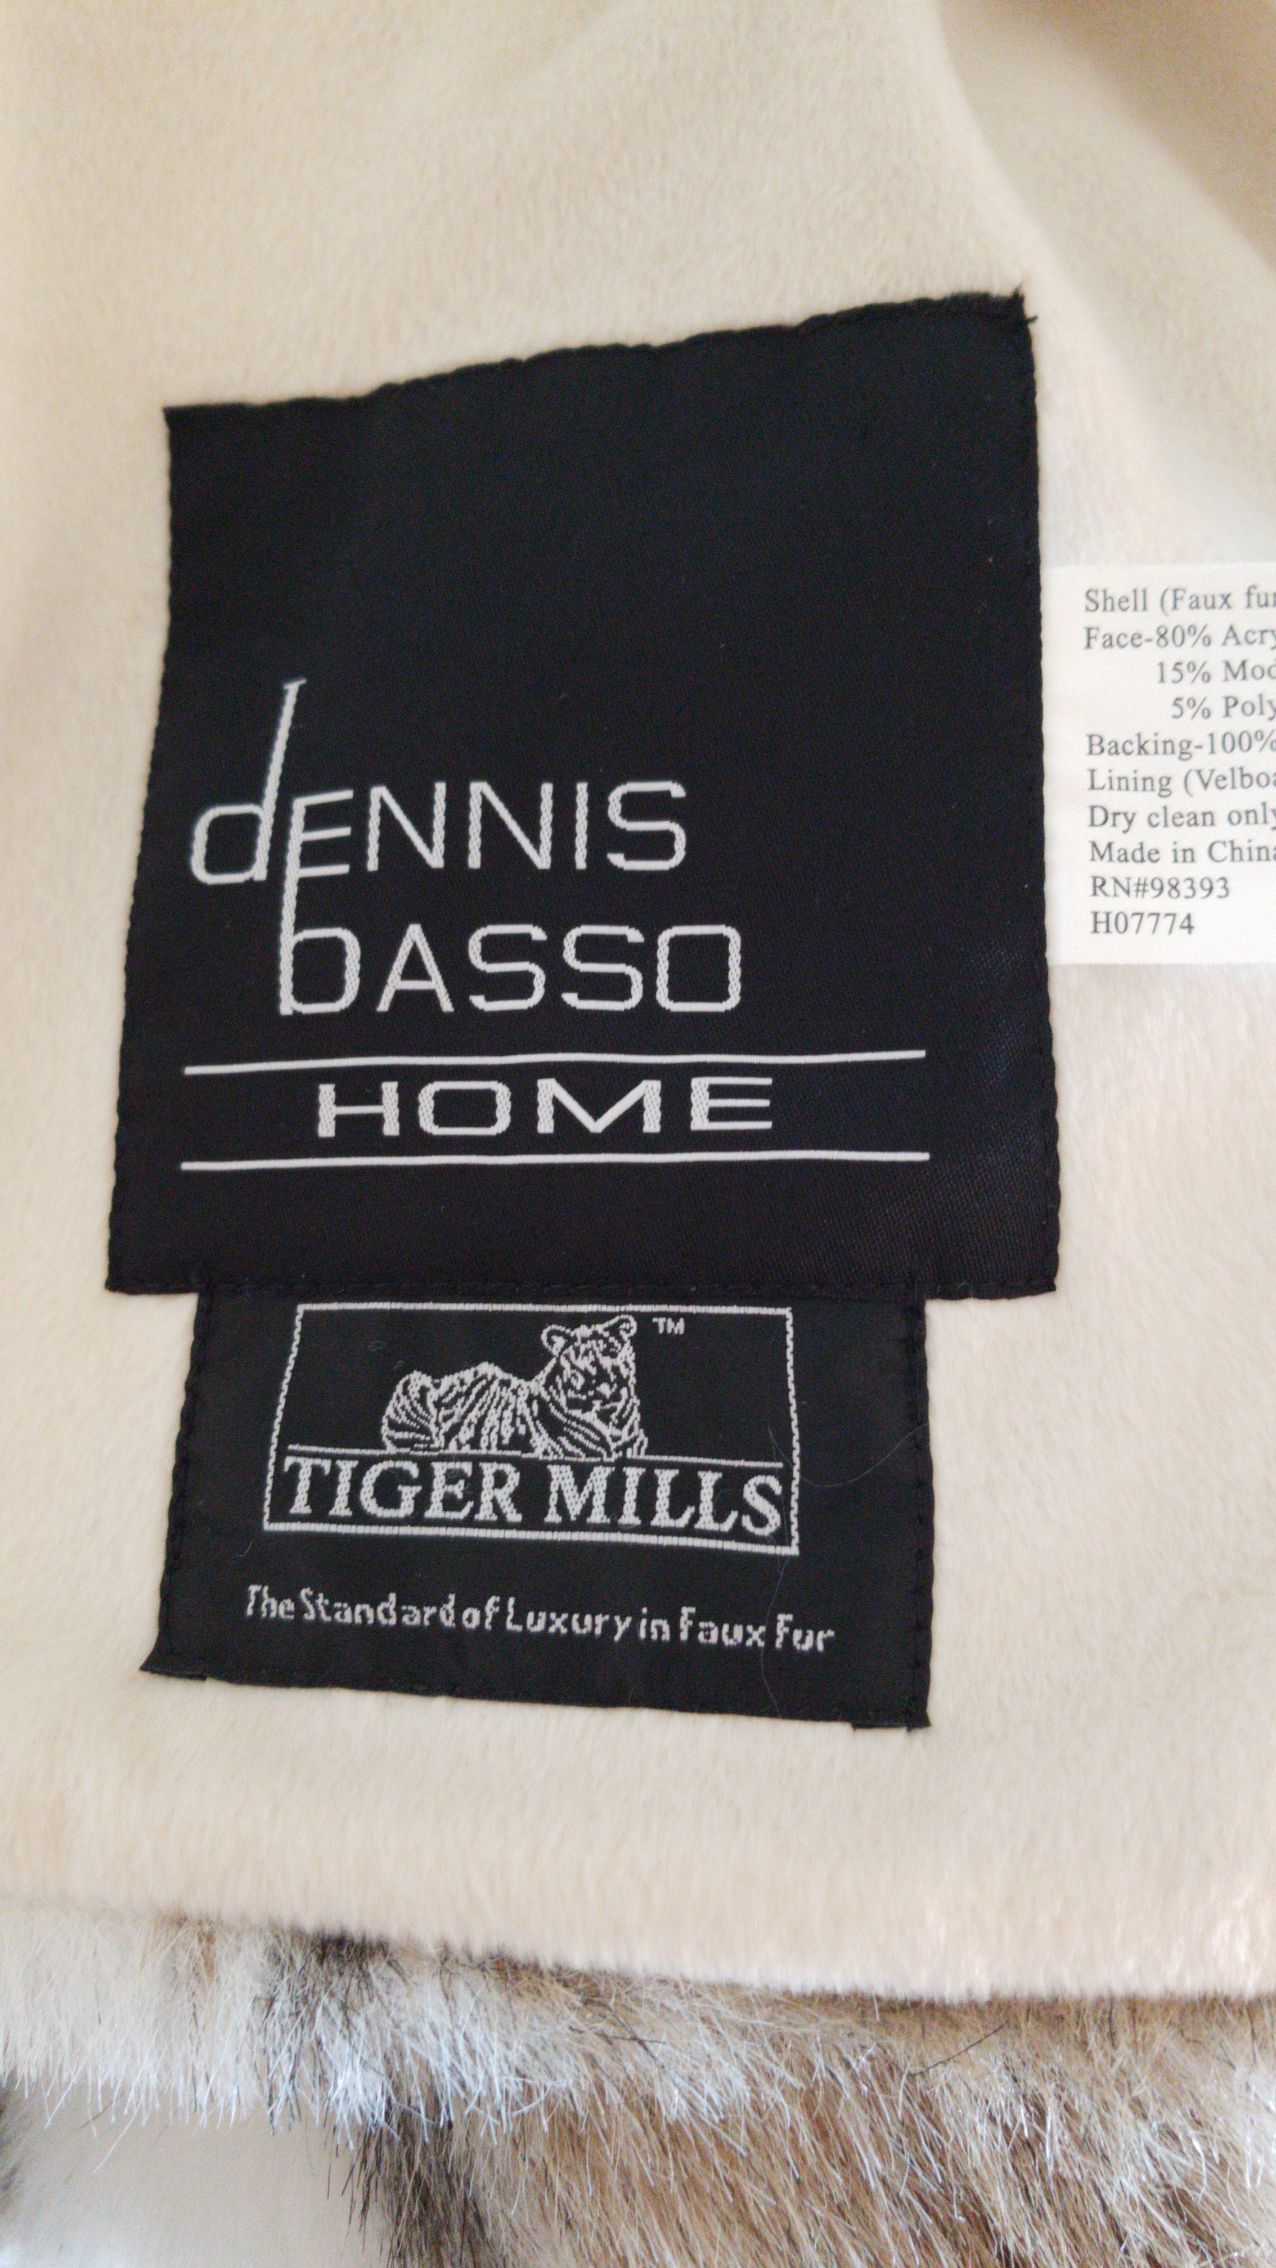 dENNIS
bASSO
HOME
TM
TIGER MILLS
The Standard of Luxury in Faux Fur
Shell (Faux fur
Face-80% Acry
15% Mod
5% Poly
Backing-100%
Lining (Velboa
Dry clean only
Made in China
RN#98393
H07774